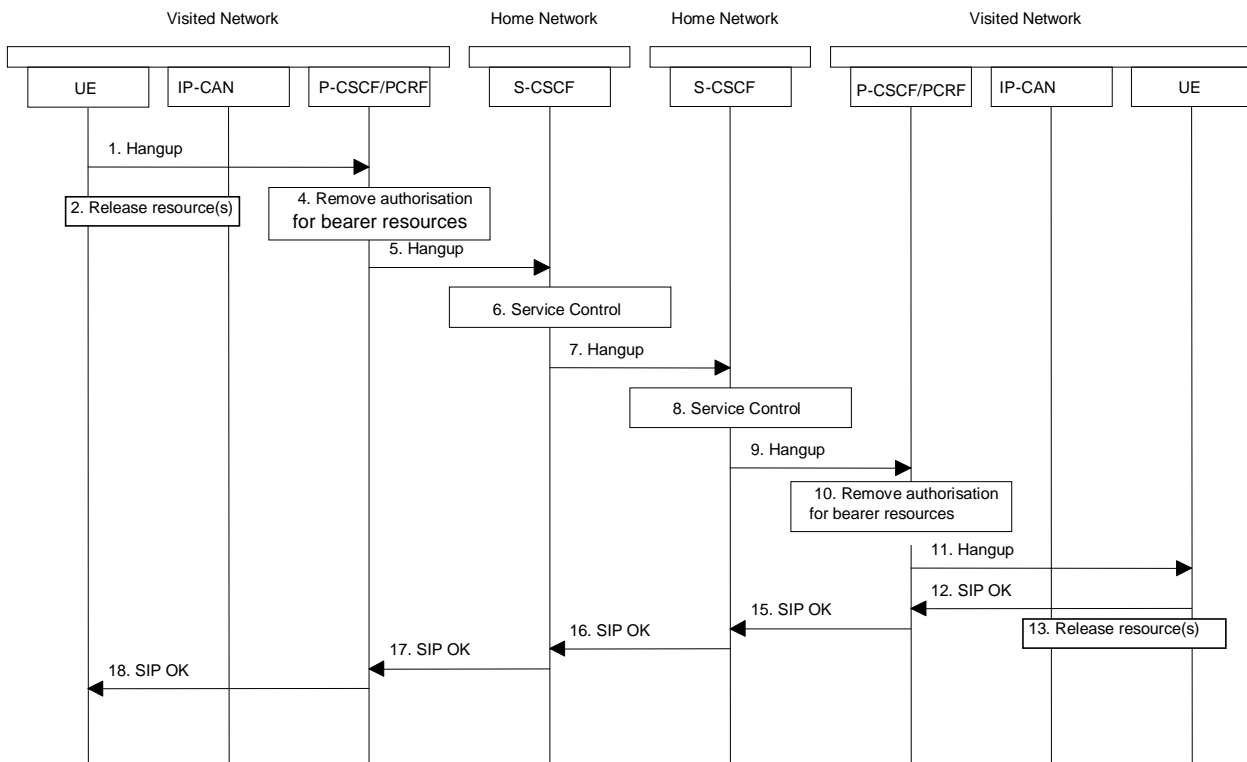 Visited Network
Home Network
Home Network
Visited Network
UE
IP-CAN
P-CSCF/PCRF
S-CSCF
S-CSCF
P-CSCF/PCRF
IP-CAN
UE
1. Hangup
2. Release resource(s)
4. Remove authorisation
for bearer resources
5. Hangup
6. Service Control
7. Hangup
8. Service Control
9. Hangup
10. Remove authorisation
for bearer resources
11. Hangup
12. SIP OK
15. SIP OK
13. Release resource(s)
16. SIP OK
17. SIP OK
18. SIP OK